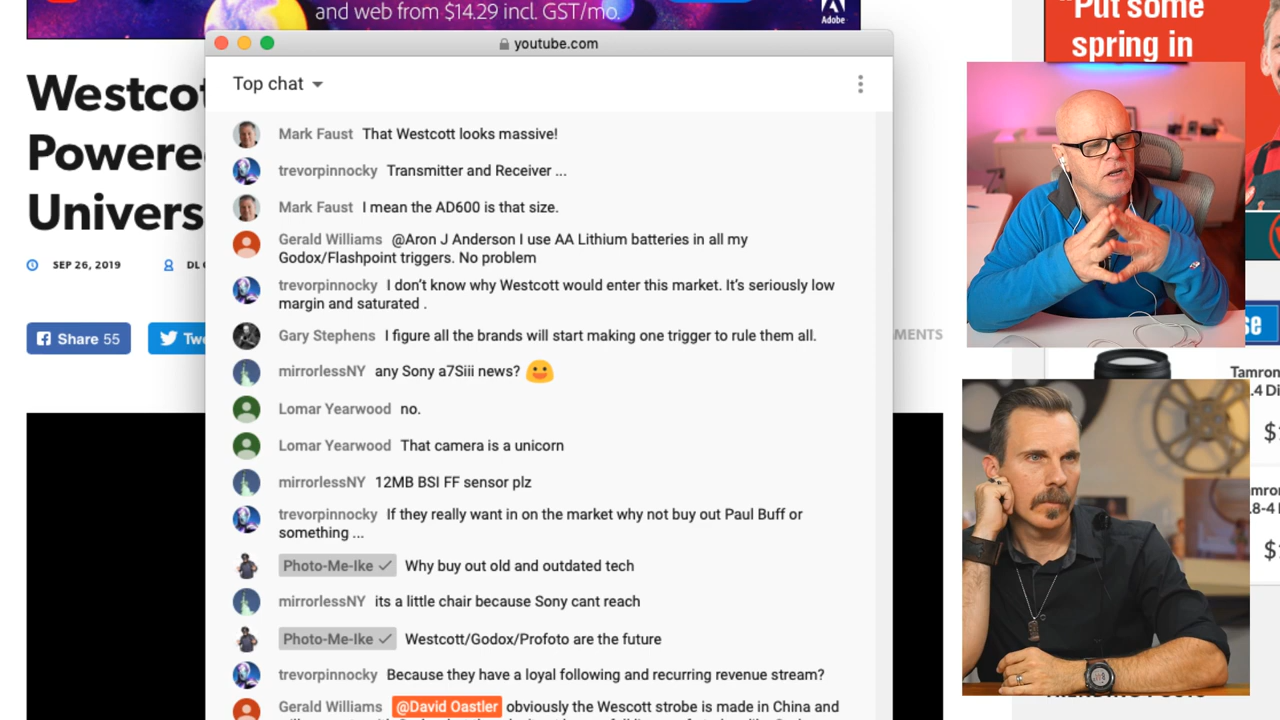 and web from $14.29 incl. GST/mo.
Adobe
"Put some
spring in
youtube.com
Top chat
Westcot
Powere
Univers
SEP 26, 2019
DL
Share 55
MENTS
Mark Faust That Westcott looks massive!
trevorpinnocky Transmitter and Receiver ...
Mark Faust I mean the AD600 is that size.
Gerald Williams @Aron J Anderson I use AA Lithium batteries in all my
Godox/Flashpoint triggers. No problem
trevorpinnocky I don't know why Westcott would enter this market. It's seriously low
margin and saturated .
Gary Stephens I figure all the brands will start making one trigger to rule them all.
mirrorlessNY any Sony a7Siii news? 😀
Lomar Yearwood no.
Lomar Yearwood That camera is a unicorn
mirrorlessNY 12MB BSI FF sensor plz
trevorpinnocky If they really want in on the market why not buy out Paul Buff or
something ...
Photo-Me-Ike ✓ Why buy out old and outdated tech
mirrorlessNY its a little chair because Sony cant reach
Photo-Me-Ike ✓ Westcott/Godox/Profoto are the future
trevorpinnocky Because they have a loyal following and recurring revenue stream?
Gerald Williams @David Oastler obviously the Wescott strobe is made in China and
Tamron
.4 Di
$
.8-4
$